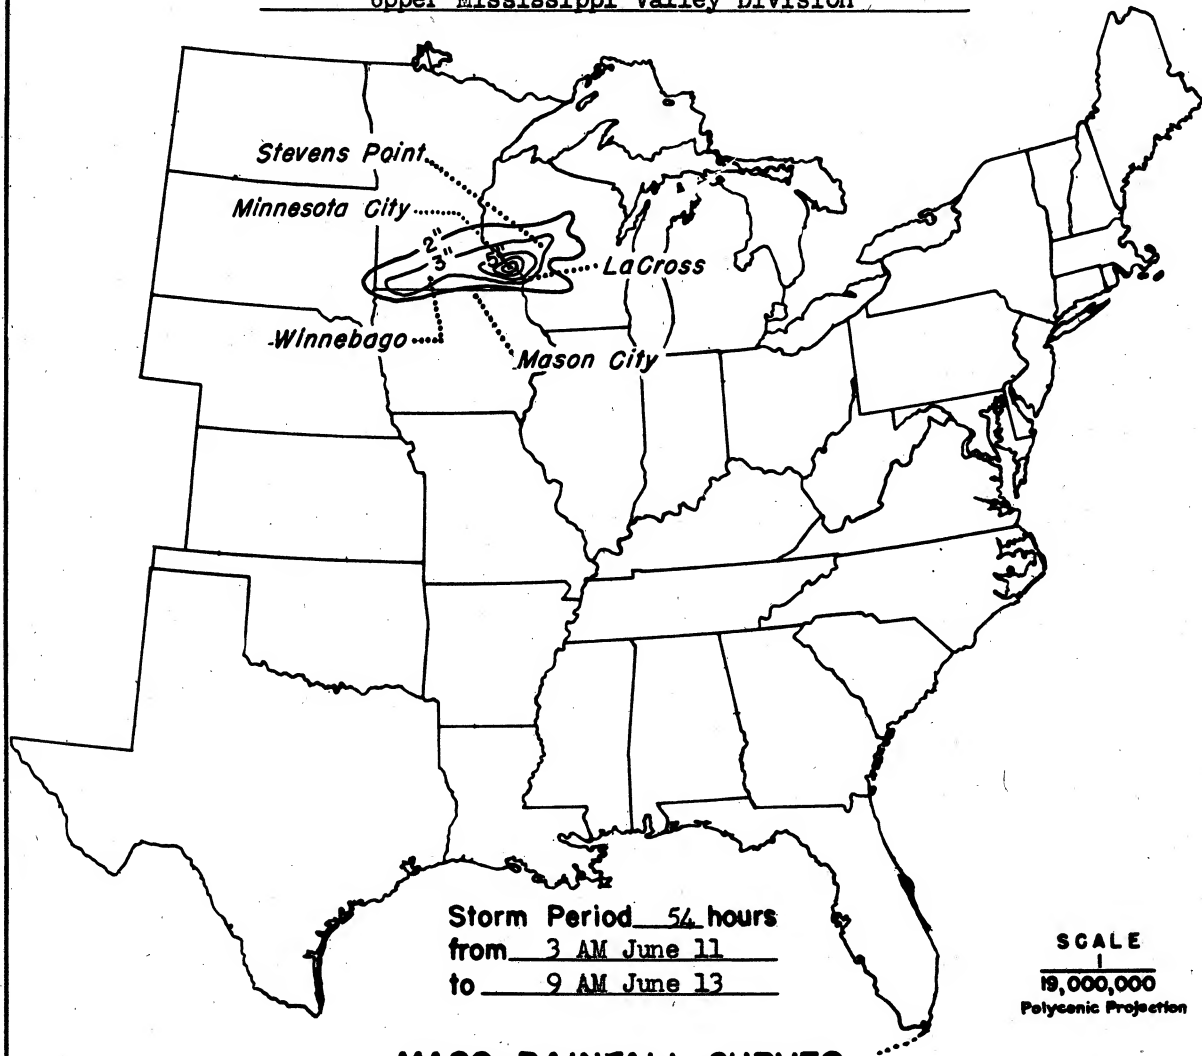 Upper Mississippi Valley Division
Stevens Point
Minnesota City
2"
3"
5"
LaCross
Winnebago
Mason City
Storm Period 54 hours
from 3 AM June 11
to 9 AM June 13
SCALE
1
19,000,000
Polyconic Projection
MASS RAINFALL CURVES